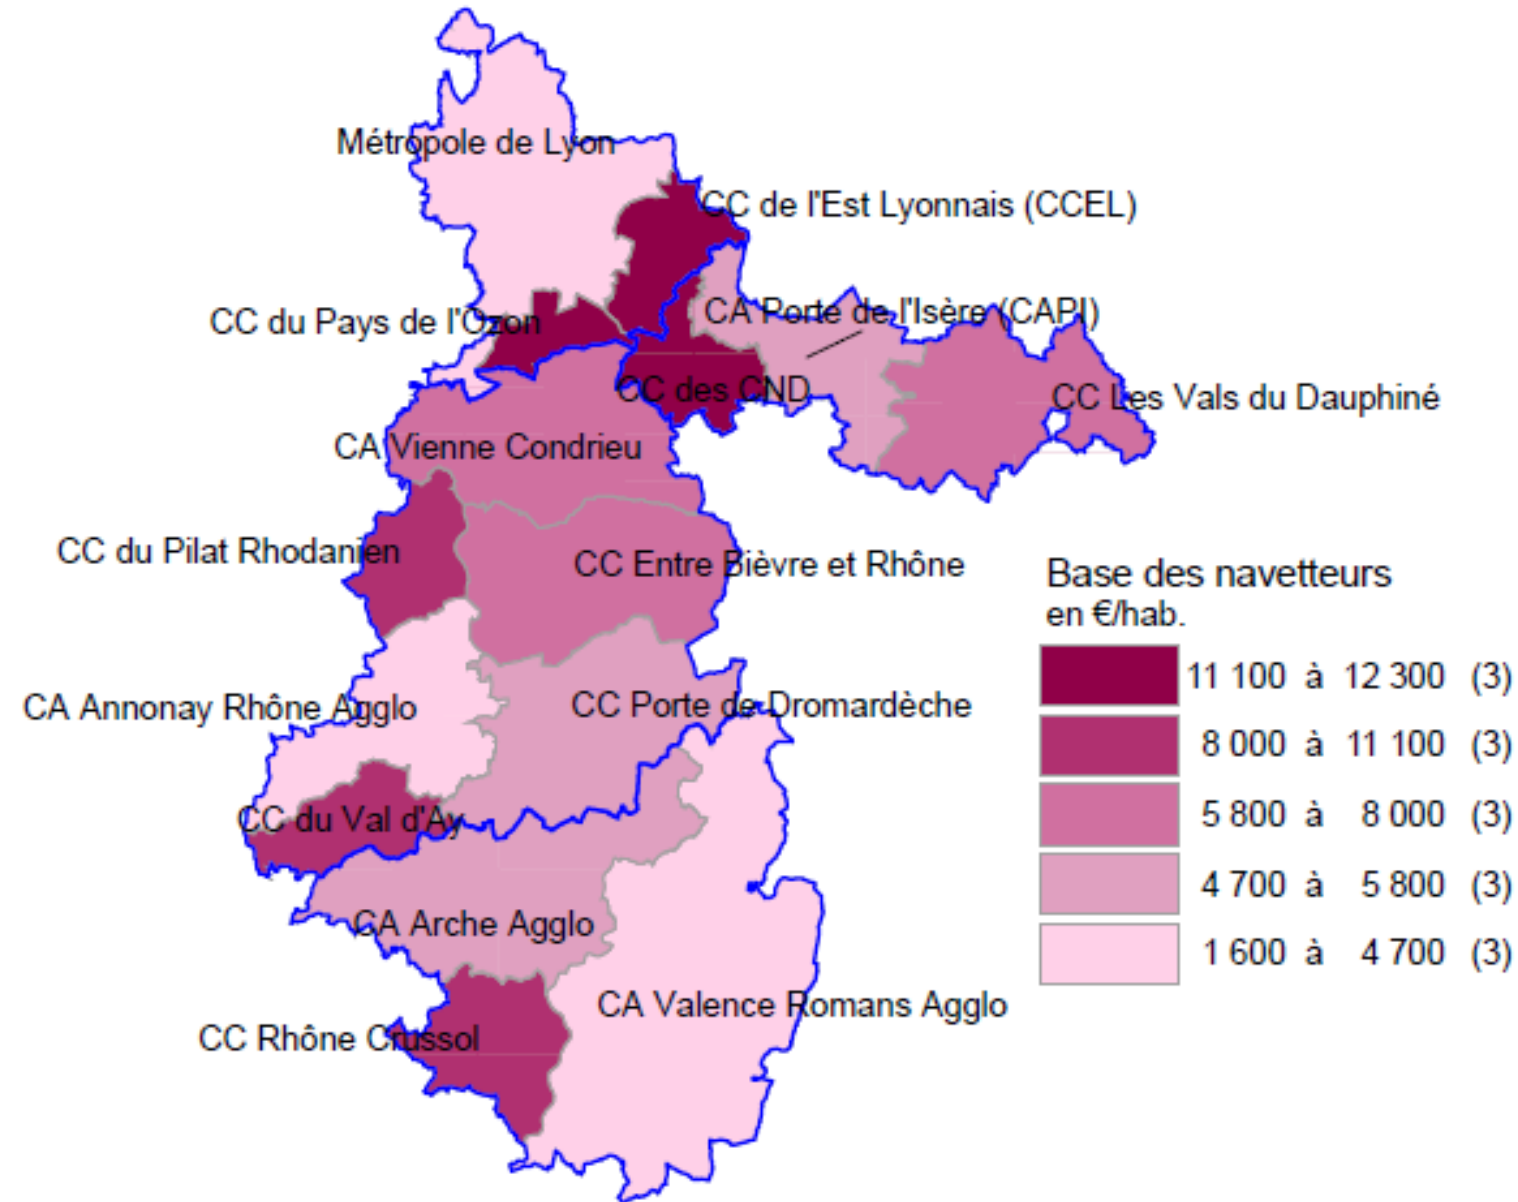 Métropole de Lyon
CC de l'Est Lyonnais (CCEL)
CC du Pays de l'Ozon
CA Porte de l'Isère (CAPI)
CC des CND
CC Les Vals du Dauphiné
CA Vienne Condrieu
CC du Pilat Rhodanien
CC Entre Bièvre et Rhône
CA Annonay Rhône Agglo
CC Porte de Dromardèche
CC du Val d'Ay
CA Arche Agglo
CA Valence Romans Agglo
CC Rhône Crussol
Base des navetteurs
en €/hab.
11 100 à 12 300 (3)
8 000 à 11 100 (3)
5 800 à 8 000 (3)
4 700 à 5 800 (3)
1 600 à 4 700 (3)